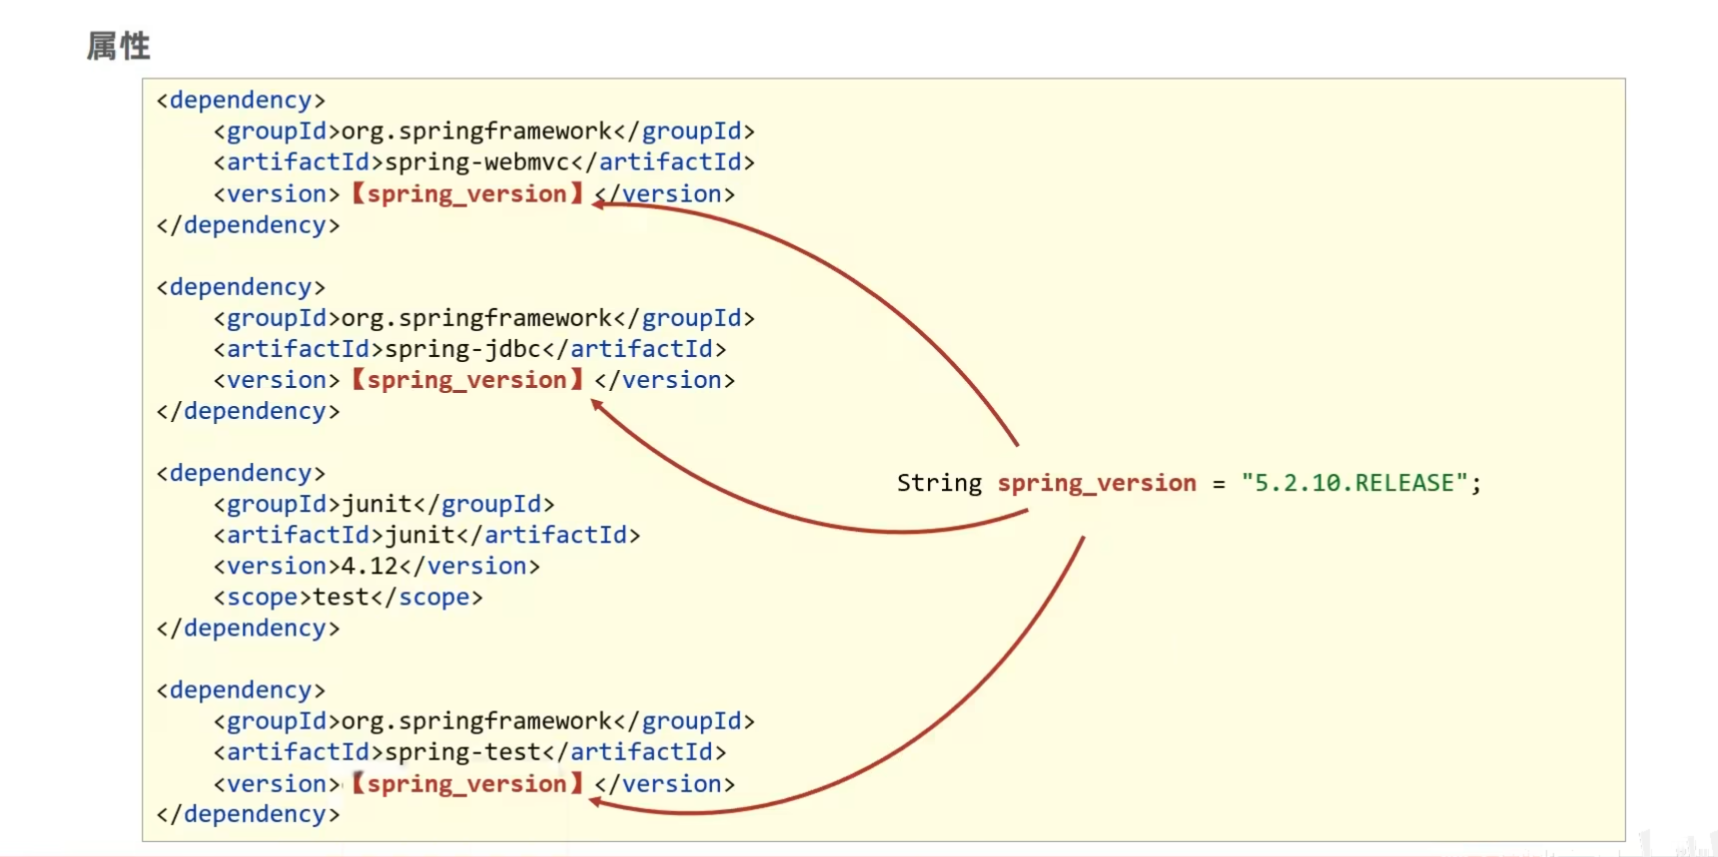 属性
<dependency>
<groupId>org.springframework</groupId>
<artifactId>spring-webmvc</artifactId>
<version>【spring_version】</version>
</dependency>
<dependency>
<groupId>org.springframework</groupId>
<artifactId>spring-jdbc</artifactId>
<version>【spring_version】</version>
</dependency>
<dependency>
<groupId>junit</groupId>
<artifactId>junit</artifactId>
<version>4.12</version>
<scope>test</scope>
</dependency>
<dependency>
<groupId>org.springframework</groupId>
<artifactId>spring-test</artifactId>
<version>【spring_version】</version>
</dependency>
String spring_version = "5.2.10.RELEASE";